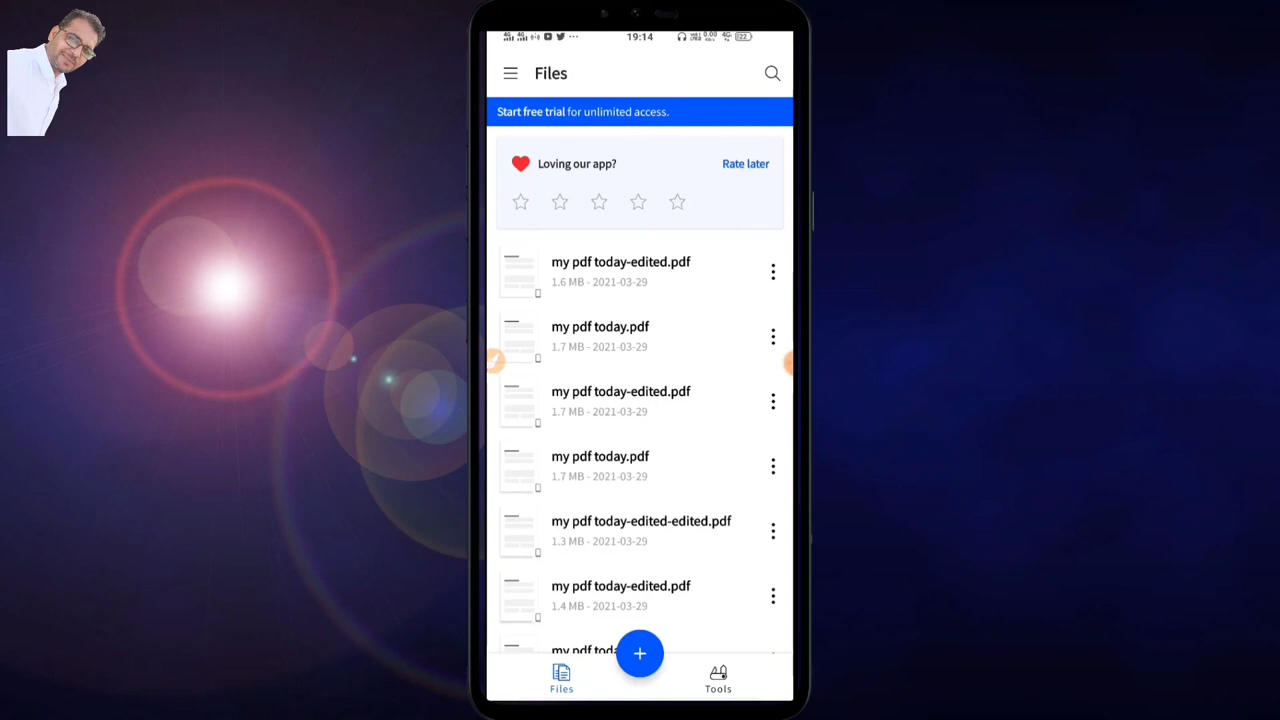 19:14
Files
Start free trial for unlimited access.
Loving our app?
Rate later
my pdf today-edited.pdf
1.6 MB - 2021-03-29
my pdf today.pdf
1.7 MB - 2021-03-29
my pdf today-edited.pdf
1.7 MB - 2021-03-29
my pdf today.pdf
1.7 MB - 2021-03-29
my pdf today-edited-edited.pdf
1.3 MB - 2021-03-29
my pdf today-edited.pdf
1.4 MB - 2021-03-29
my pdf
Files
Tools